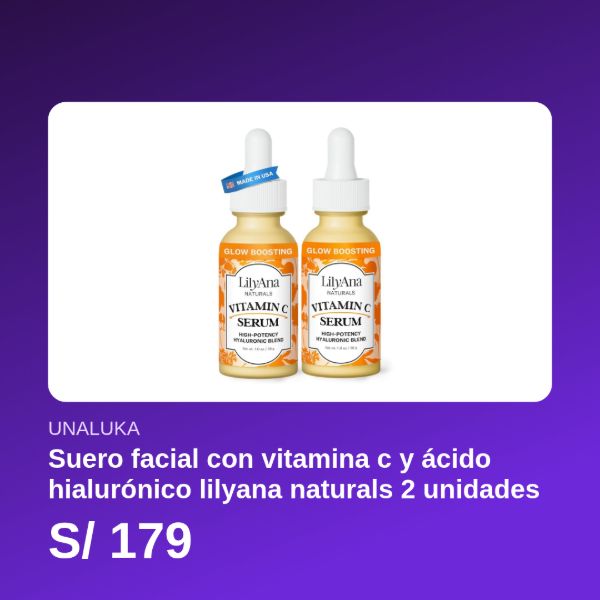 MADE IN USA
GLOW BOOSTING
LilyAna
NATURALS
VITAMIN C
SERUM
HIGH-POTENCY
HYALURONIC BLEND
GLOW BOOSTING
LilyAna
NATURALS
VITAMIN C
SERUM
HIGH-POTENCY
HYALURONIC BLEND
UNALUKA
Suero facial con vitamina c y ácido
hialurónico lilyana naturals 2 unidades
S/ 179